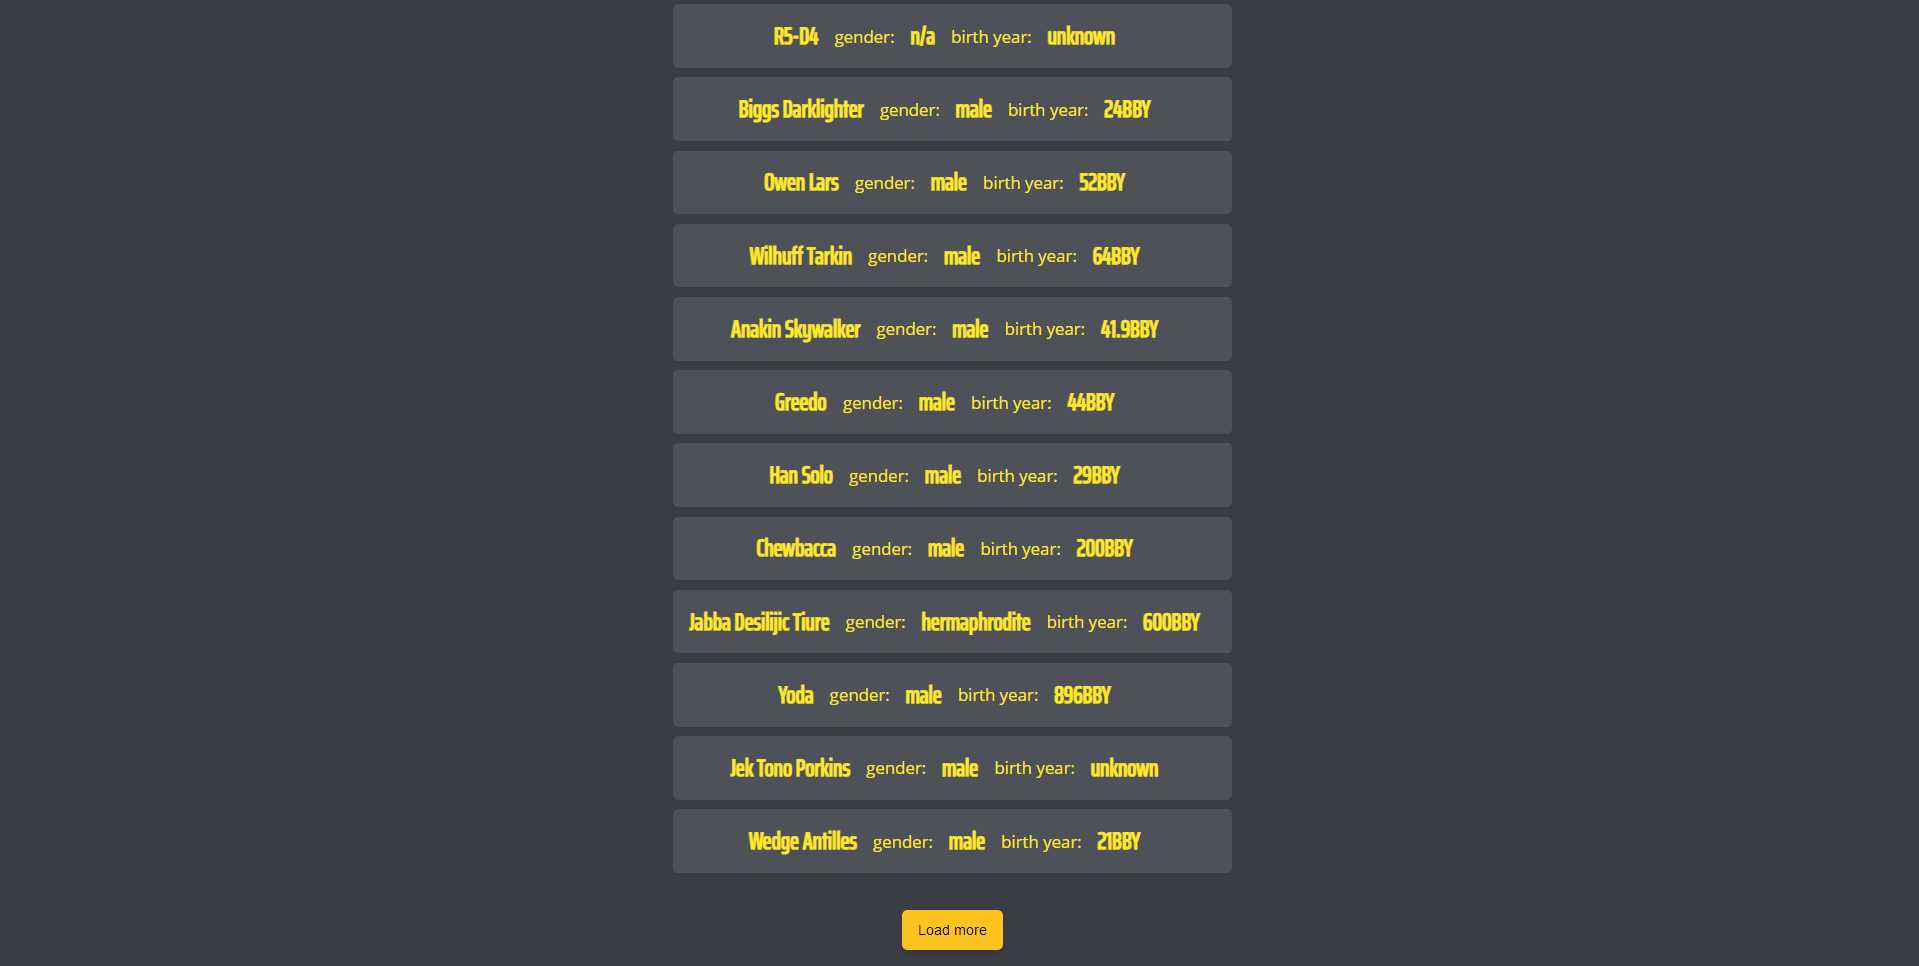 R5-D4 gender: n/a birth year: unknown
Biggs Darklighter gender: male birth year: 24BBY
Owen Lars gender: male birth year: 52BBY
Wilhuff Tarkin gender: male birth year: 64BBY
Anakin Skywalker gender: male birth year: 41.9BBY
Greedo gender: male birth year: 44BBY
Han Solo gender: male birth year: 29BBY
Chewbacca gender: male birth year: 200BBY
Jabba Desilijic Tiure gender: hermaphrodite birth year: 600BBY
Yoda gender: male birth year: 896BBY
Jek Tono Porkins gender: male birth year: unknown
Wedge Antilles gender: male birth year: 21BBY
Load more